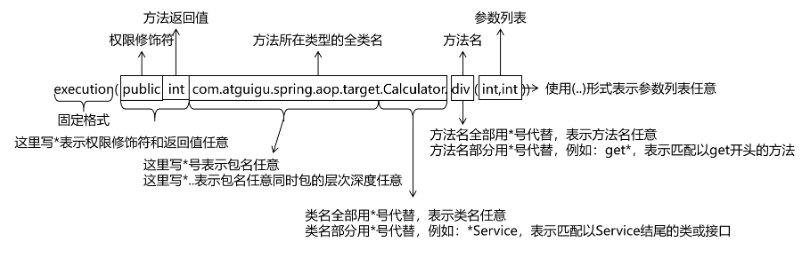 方法返回值
参数列表
权限修饰符
方法所在类型的全类名
方法名
execution(public int com.atguigu.spring.aop.target.Calculator.div(int,int))
使用(..)形式表示参数列表任意
固定格式
这里写*表示权限修饰符和返回值任意
方法名全部用*号代替，表示方法名任意
方法名部分用*号代替，例如：get*，表示匹配以get开头的方法
这里写*号表示包名任意
这里写*..表示包名任意同时包的层次深度任意
类名全部用*号代替，表示类名任意
类名部分用*号代替，例如：*Service，表示匹配以Service结尾的类或接口